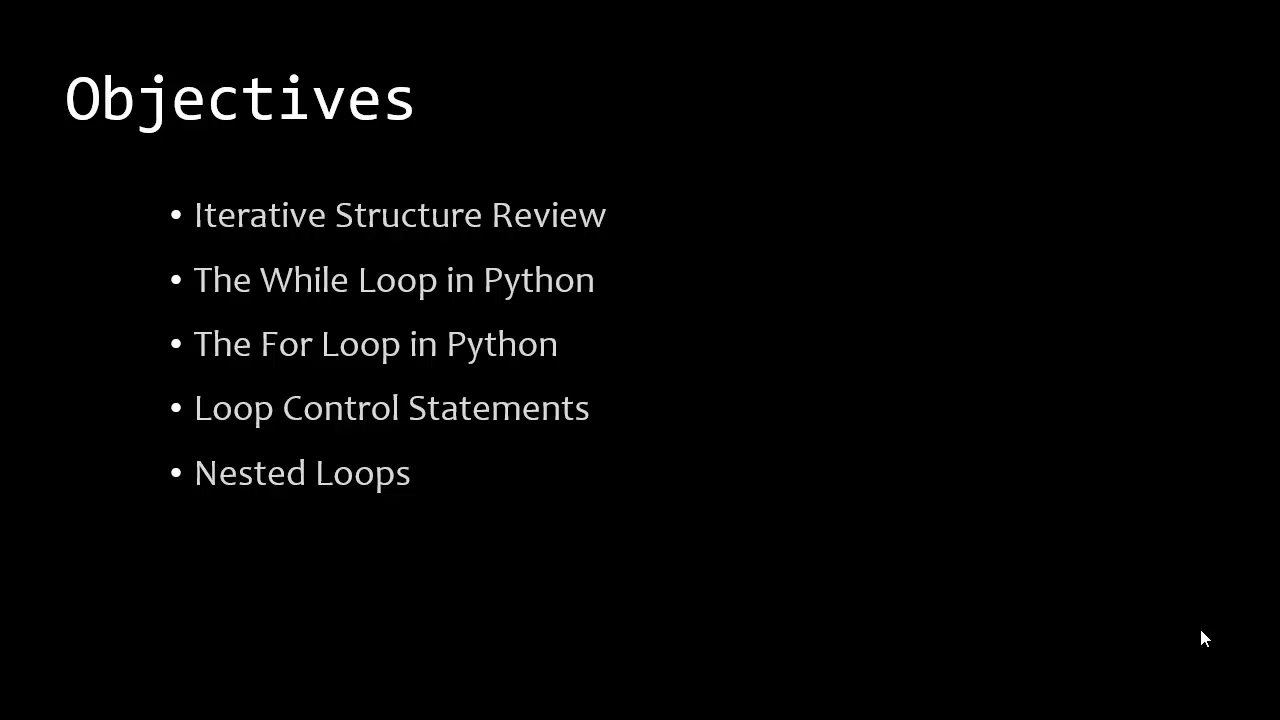 Objectives
• Iterative Structure Review
• The While Loop in Python
• The For Loop in Python
• Loop Control Statements
• Nested Loops